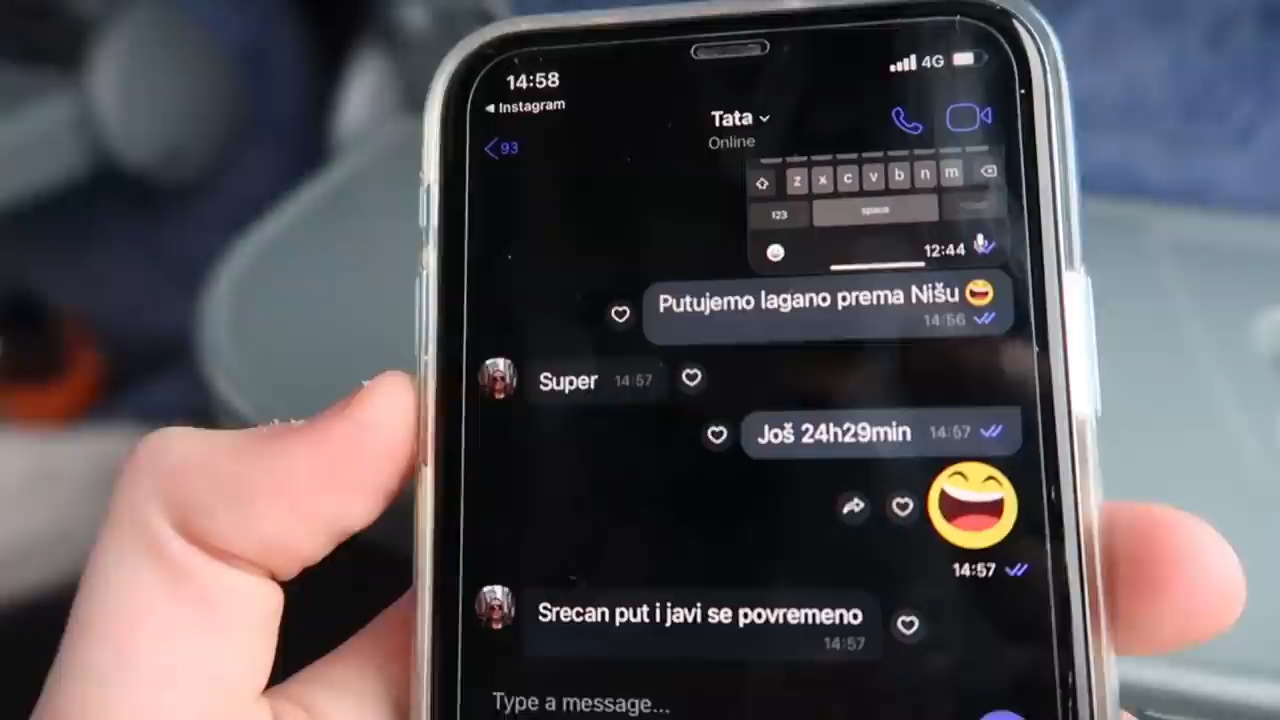 14:58
4G
◄ Instagram
Tata
Online
93
z x c v b n m
123
space
12:44
Putujemo lagano prema Nišu 😆
14:56
Super 14:57
Još 24h29min 14:57
14:57
Srecan put i javi se povremeno
14:57
Type a message...